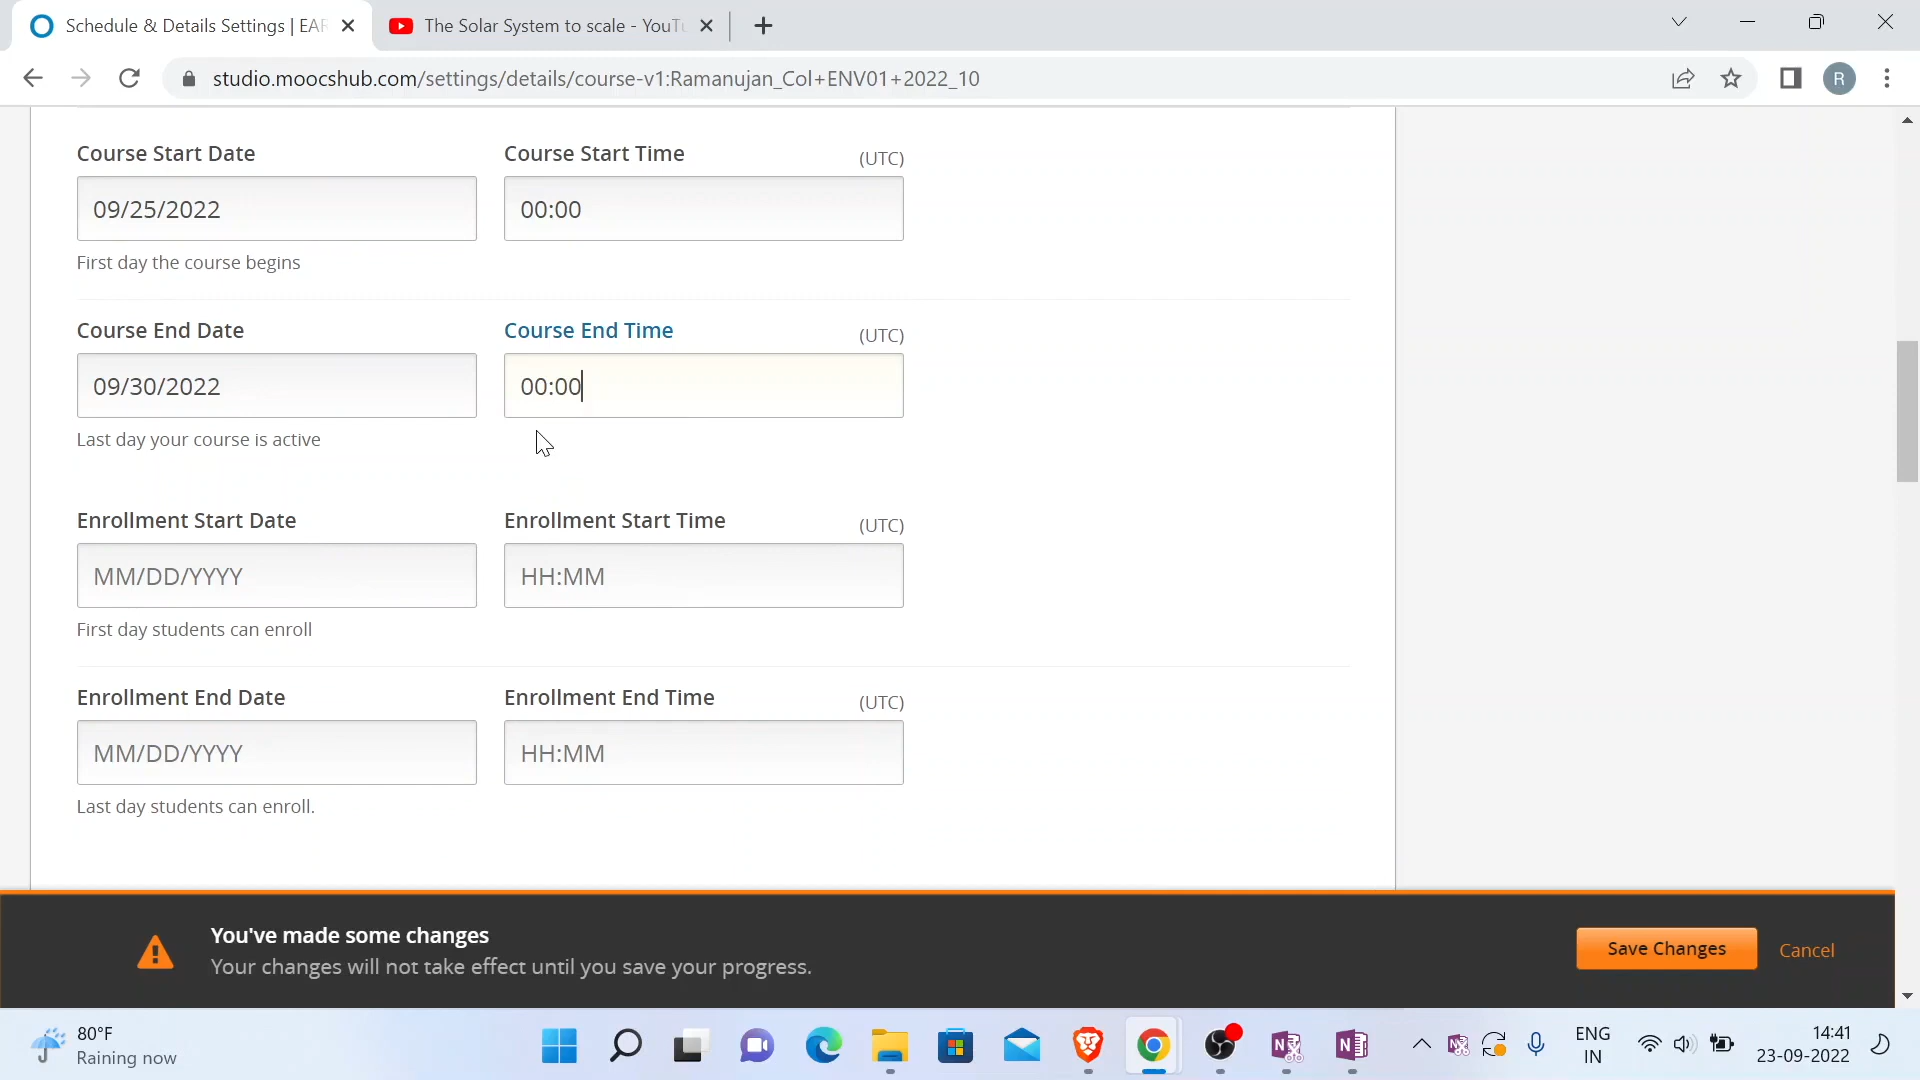 Schedule & Details Settings | EAR
The Solar System to scale - YouTu
studio.moocshub.com/settings/details/course-v1:Ramanujan_Col+ENV01+2022_10
R
Course Start Date
Course Start Time
(UTC)
09/25/2022
00:00
First day the course begins
Course End Date
Course End Time
(UTC)
09/30/2022
00:00
Last day your course is active
Enrollment Start Date
Enrollment Start Time
(UTC)
MM/DD/YYYY
HH:MM
First day students can enroll
Enrollment End Date
Enrollment End Time
(UTC)
MM/DD/YYYY
HH:MM
Last day students can enroll.
You've made some changes
Your changes will not take effect until you save your progress.
Save Changes
Cancel
80°F
Raining now
ENG
IN
14:41
23-09-2022